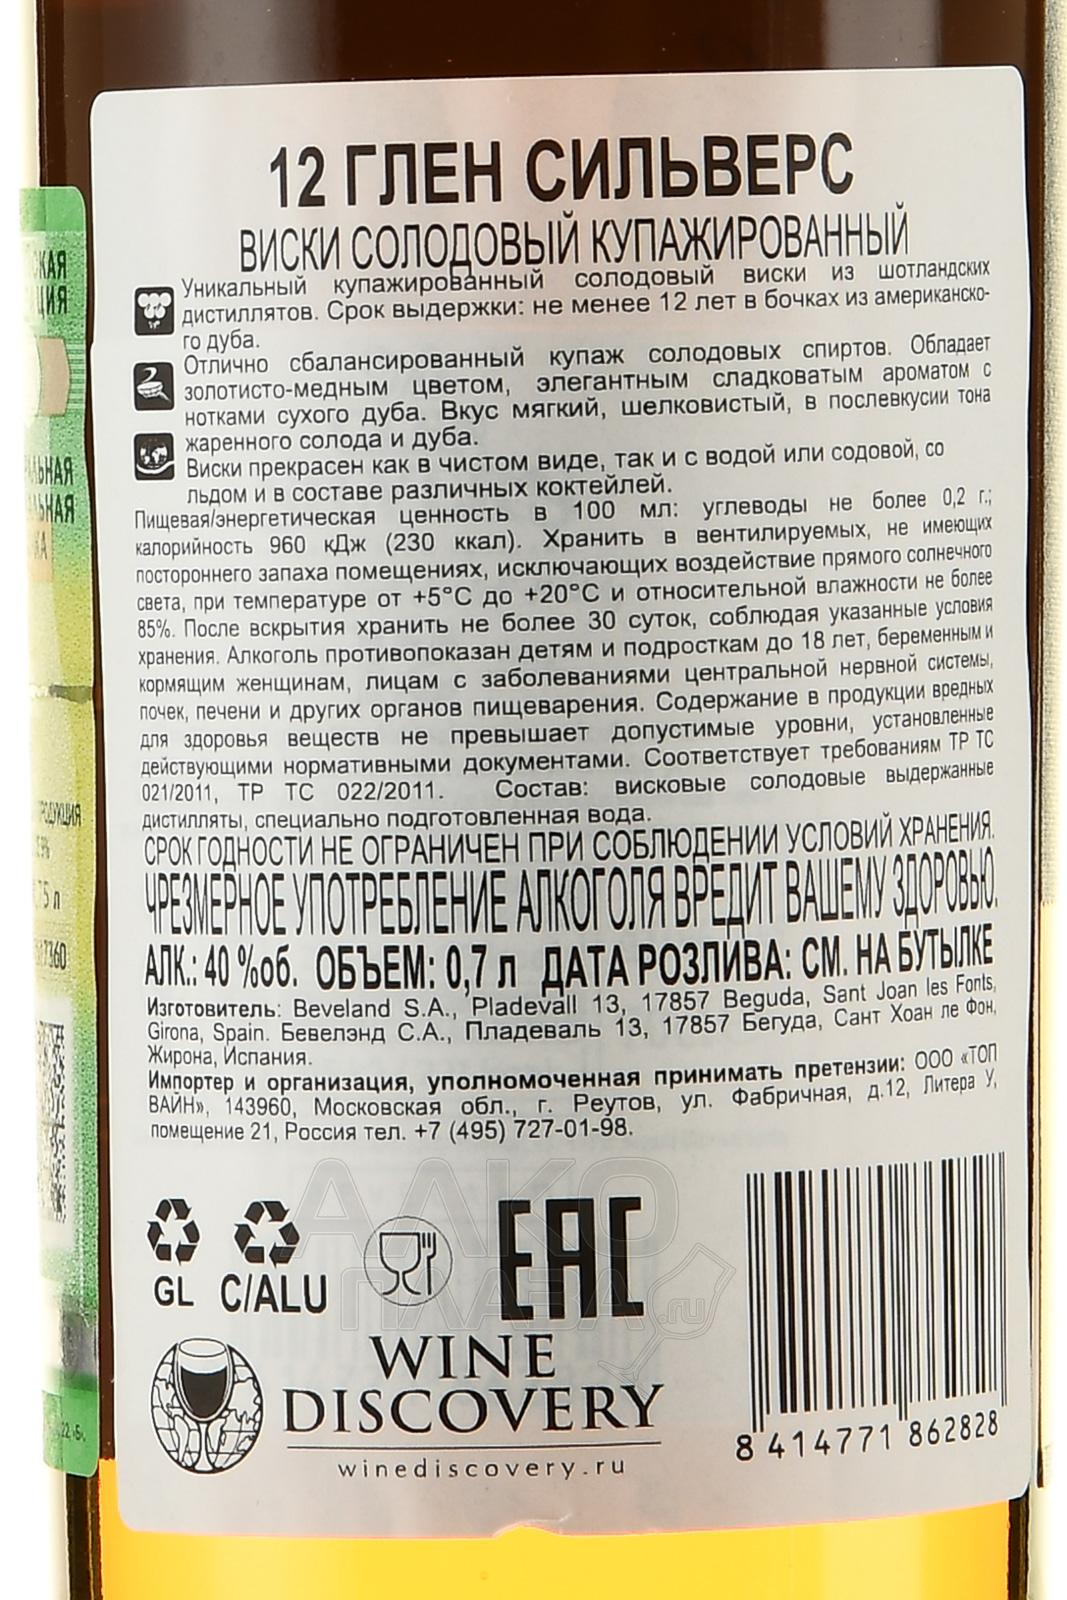 12 ГЛЕН СИЛЬВЕРС
ВИСКИ СОЛОДОВЫЙ КУПАЖИРОВАННЫЙ
Уникальный купажированный солодовый виски из шотландских
дистиллятов. Срок выдержки: не менее 12 лет в бочках из американско-
го дуба.
Отлично сбалансированный купаж солодовых спиртов. Обладает
золотисто-медным цветом, элегантным сладковатым ароматом с
нотками сухого дуба. Вкус мягкий, шелковистый, в послевкусии тона
жаренного солода и дуба.
Виски прекрасен как в чистом виде, так и с водой или содовой, со
льдом и в составе различных коктейлей.
Пищевая/энергетическая ценность в 100 мл: углеводы не более 0,2 г.;
калорийность 960 кДж (230 ккал). Хранить в вентилируемых, не имеющих
постороннего запаха помещениях, исключающих воздействие прямого солнечного
света, при температуре от +5°C до +20°C и относительной влажности не более
85%. После вскрытия хранить не более 30 суток, соблюдая указанные условия
хранения. Алкоголь противопоказан детям и подросткам до 18 лет, беременным и
кормящим женщинам, лицам с заболеваниями центральной нервной системы,
почек, печени и других органов пищеварения. Содержание в продукции вредных
для здоровья веществ не превышает допустимые уровни, установленные
действующими нормативными документами. Соответствует требованиям ТР ТС
021/2011, ТР ТС 022/2011. Состав: висковые солодовые выдержанные
дистилляты, специально подготовленная вода.
СРОК ГОДНОСТИ НЕ ОГРАНИЧЕН ПРИ СОБЛЮДЕНИИ УСЛОВИЙ ХРАНЕНИЯ.
ЧРЕЗМЕРНОЕ УПОТРЕБЛЕНИЕ АЛКОГОЛЯ ВРЕДИТ ВАШЕМУ ЗДОРОВЬЮ.
АЛК.: 40 %об. ОБЪЕМ: 0,7 л ДАТА РОЗЛИВА: СМ. НА БУТЫЛКЕ
Изготовитель: Beveland S.A., Pladevall 13, 17857 Beguda, Sant Joan les Fonts,
Girona, Spain. Бевелэнд С.А., Пладеваль 13, 17857 Бегуда, Сант Хоан ле Фон,
Жирона, Испания.
Импортер и организация, уполномоченная принимать претензии: ООО «ТОП
ВАЙН», 143960, Московская обл., г. Реутов, ул. Фабричная, д.12, Литера У,
помещение 21, Россия тел. +7 (495) 727-01-98.
GL C/ALU
EAC
АЛКО
ПЛАЗА.ru
WINE
DISCOVERY
winediscovery.ru
8 414771 862828